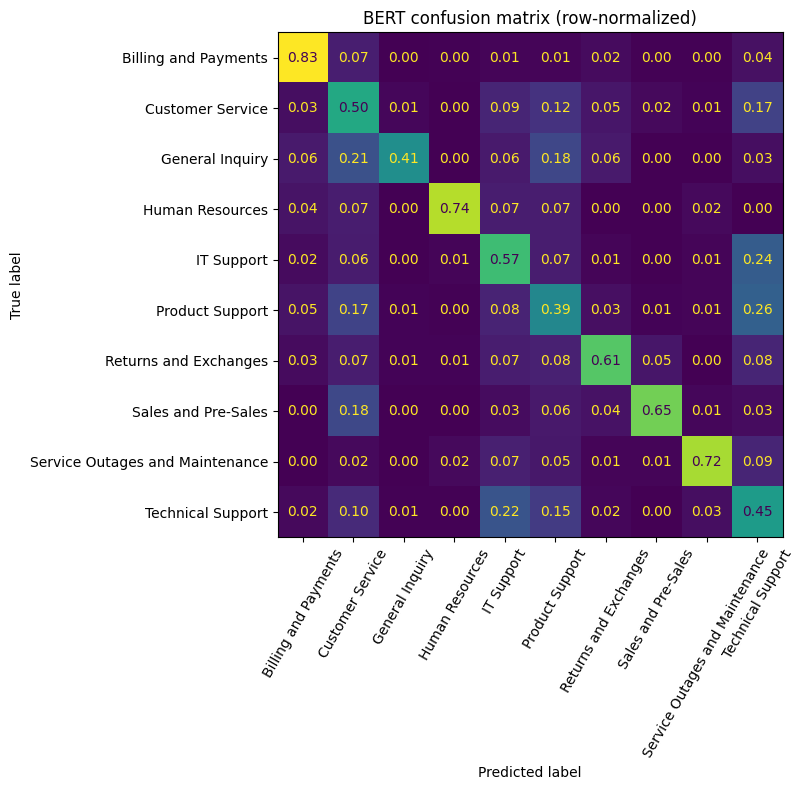 BERT confusion matrix (row-normalized)
True label
Billing and Payments 0.83 0.07 0.00 0.00 0.01 0.01 0.02 0.00 0.00 0.04
Customer Service 0.03 0.50 0.01 0.00 0.09 0.12 0.05 0.02 0.01 0.17
General Inquiry 0.06 0.21 0.41 0.00 0.06 0.18 0.06 0.00 0.00 0.03
Human Resources 0.04 0.07 0.00 0.74 0.07 0.07 0.00 0.00 0.02 0.00
IT Support 0.02 0.06 0.00 0.01 0.57 0.07 0.01 0.00 0.01 0.24
Product Support 0.05 0.17 0.01 0.00 0.08 0.39 0.03 0.01 0.01 0.26
Returns and Exchanges 0.03 0.07 0.01 0.01 0.07 0.08 0.61 0.05 0.00 0.08
Sales and Pre-Sales 0.00 0.18 0.00 0.00 0.03 0.06 0.04 0.65 0.01 0.03
Service Outages and Maintenance 0.00 0.02 0.00 0.02 0.07 0.05 0.01 0.01 0.72 0.09
Technical Support 0.02 0.10 0.01 0.00 0.22 0.15 0.02 0.00 0.03 0.45
Billing and Payments
Customer Service
General Inquiry
Human Resources
IT Support
Product Support
Returns and Exchanges
Sales and Pre-Sales
Service Outages and Maintenance
Technical Support
Predicted label